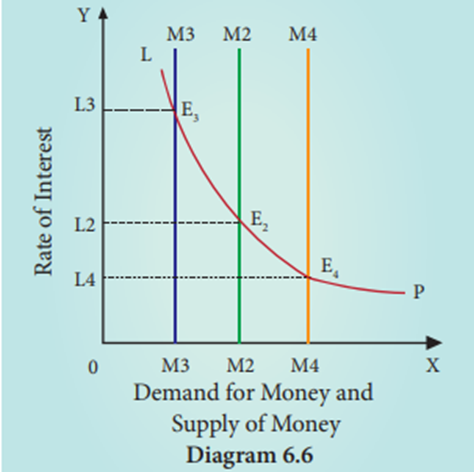 Y
M3 M2 M4
L
L3
E3
L2
E2
L4
E4
P
Rate of Interest
0 M3 M2 M4 X
Demand for Money and
Supply of Money
Diagram 6.6